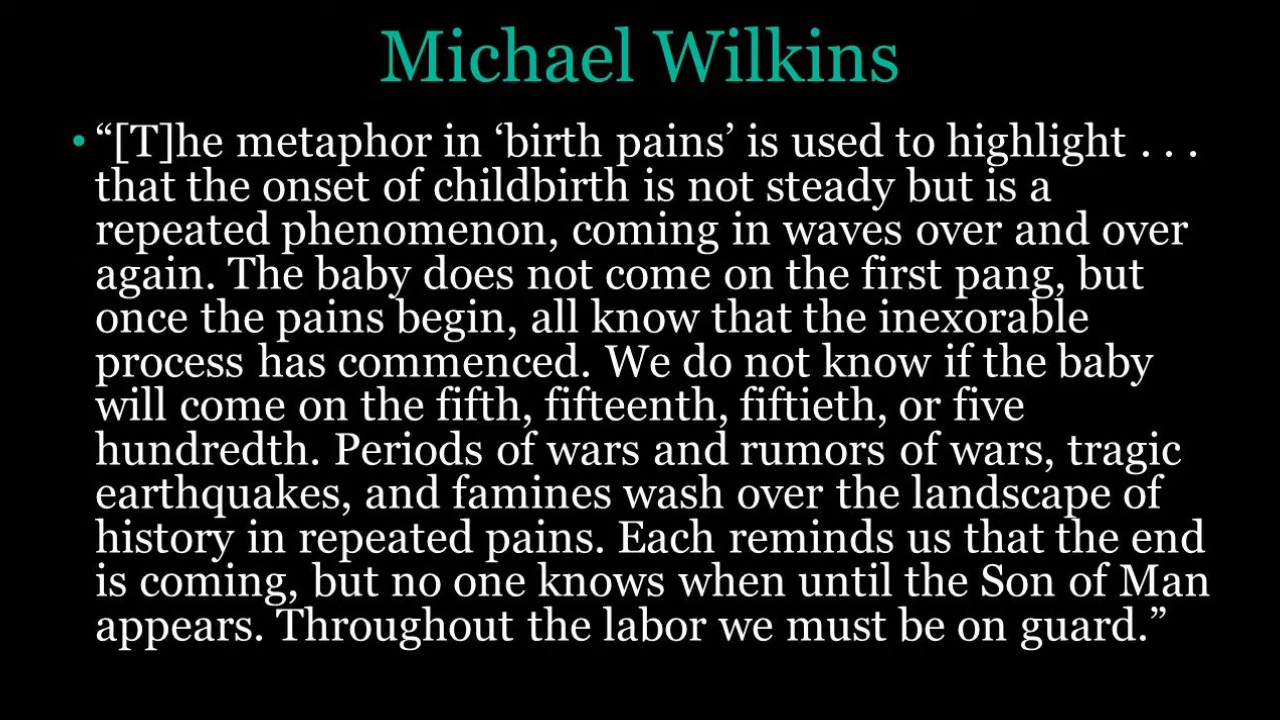 Michael Wilkins
• “[T]he metaphor in ‘birth pains’ is used to highlight . . .
that the onset of childbirth is not steady but is a
repeated phenomenon, coming in waves over and over
again. The baby does not come on the first pang, but
once the pains begin, all know that the inexorable
process has commenced. We do not know if the baby
will come on the fifth, fifteenth, fiftieth, or five
hundredth. Periods of wars and rumors of wars, tragic
earthquakes, and famines wash over the landscape of
history in repeated pains. Each reminds us that the end
is coming, but no one knows when until the Son of Man
appears. Throughout the labor we must be on guard.”